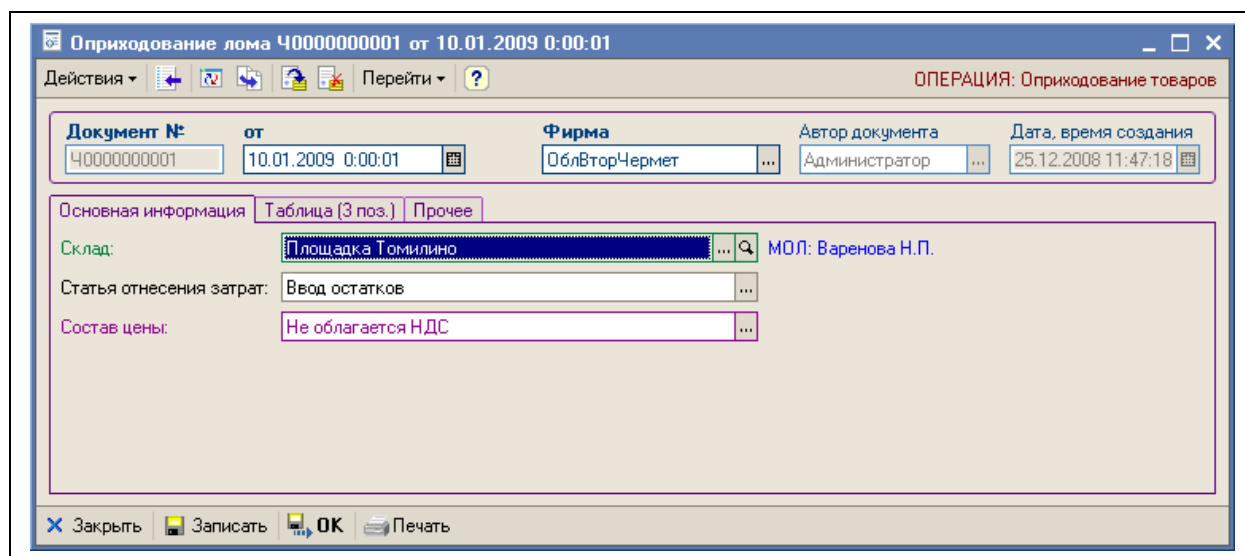 Оприходование лома Ч0000000001 от 10.01.2009 0:00:01
Действия Перейти ? ОПЕРАЦИЯ: Оприходование товаров
Документ № от Фирма Автор документа Дата, время создания
Ч0000000001 10.01.2009 0:00:01 ОблВторЧермет ... Администратор ... 25.12.2008 11:47:18
Основная информация Таблица (3 поз.) Прочее
Склад: Площадка Томилино ... МОЛ: Варенова Н.П.
Статья отнесения затрат: Ввод остатков ...
Состав цены: Не облагается НДС ...
Закрыть Записать OK Печать